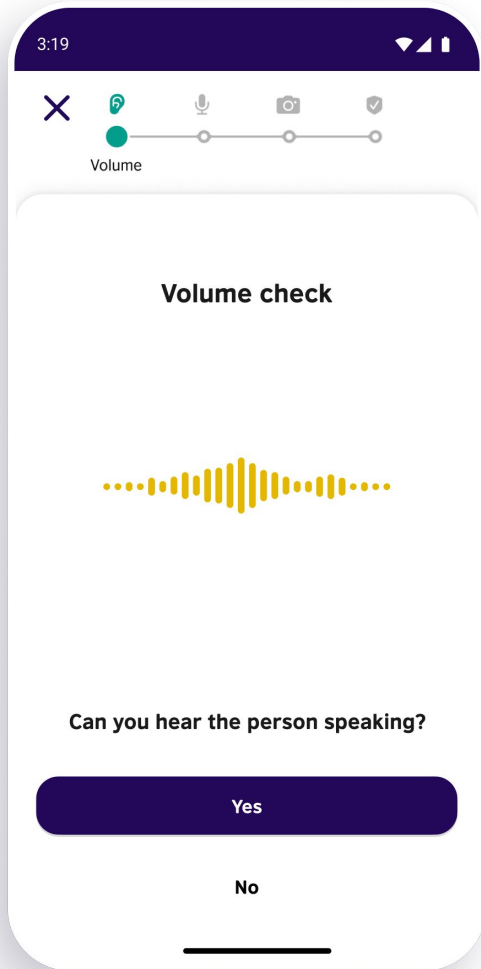 3:19
Volume
Volume check
Can you hear the person speaking?
Yes
No